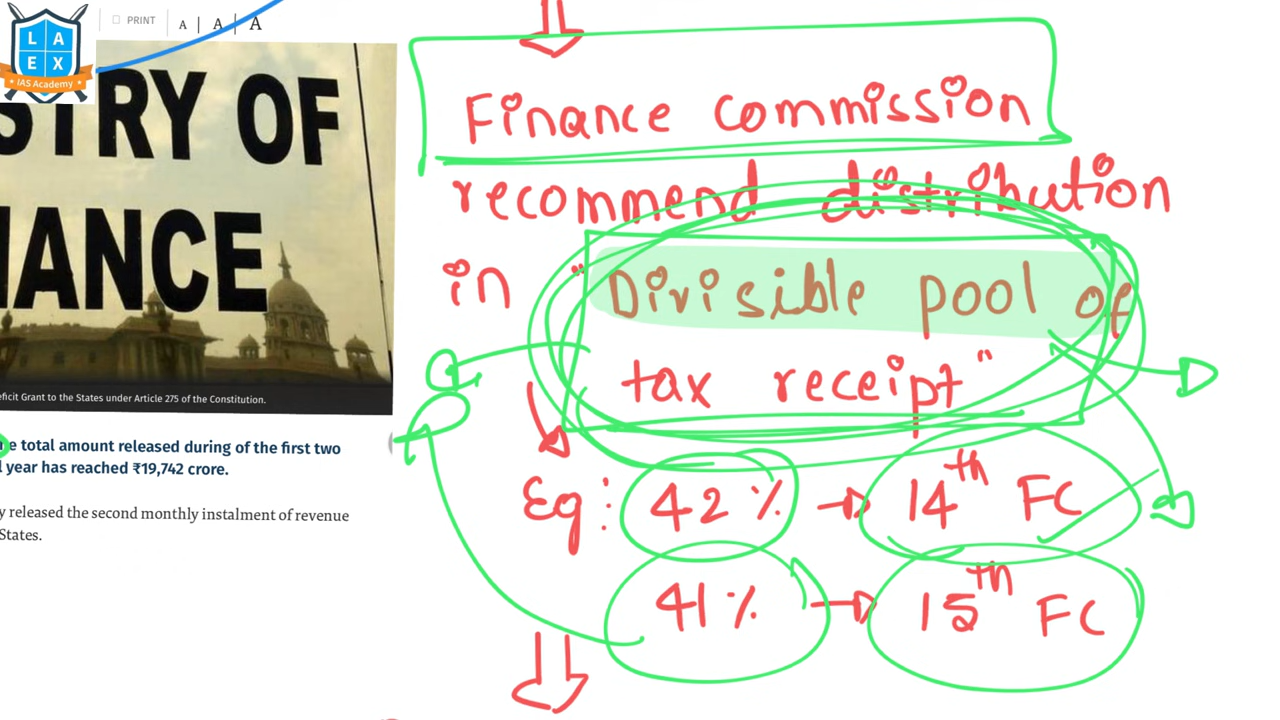 PRINT A | A | A
L A
E X
IAS Academy
STRY OF
NANCE
eficit Grant to the States under Article 275 of the Constitution.
e total amount released during of the first two
l year has reached ₹19,742 crore.
y released the second monthly instalment of revenue
States.
Finance commission
recommend distribution
in "Divisible pool of
tax receipt"
Eg: 42% → 14th FC
41% → 15th FC